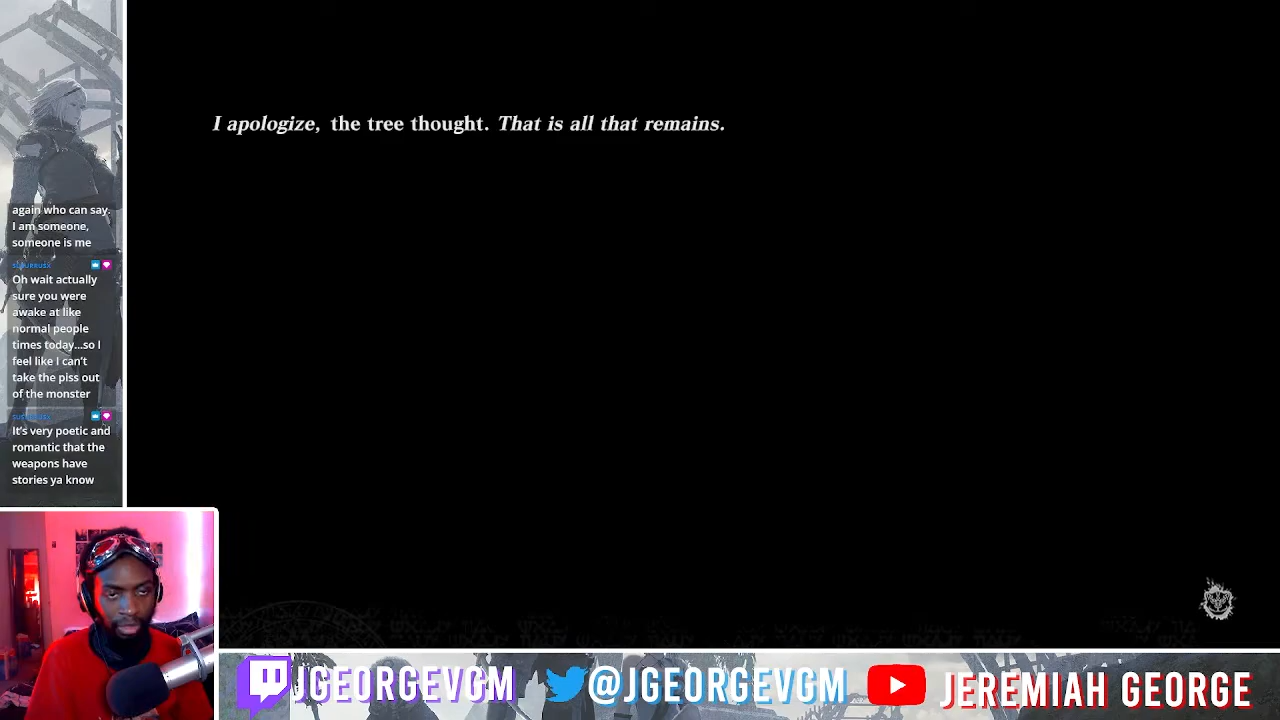 I apologize, the tree thought. That is all that remains.
again who can say.
I am someone,
someone is me
Oh wait actually
sure you were
awake at like
normal people
times today...so I
feel like I can't
take the piss out
of the monster
It's very poetic and
romantic that the
weapons have
stories ya know
JGEORGEVGM @JGEORGEVGM JEREMIAH GEORGE